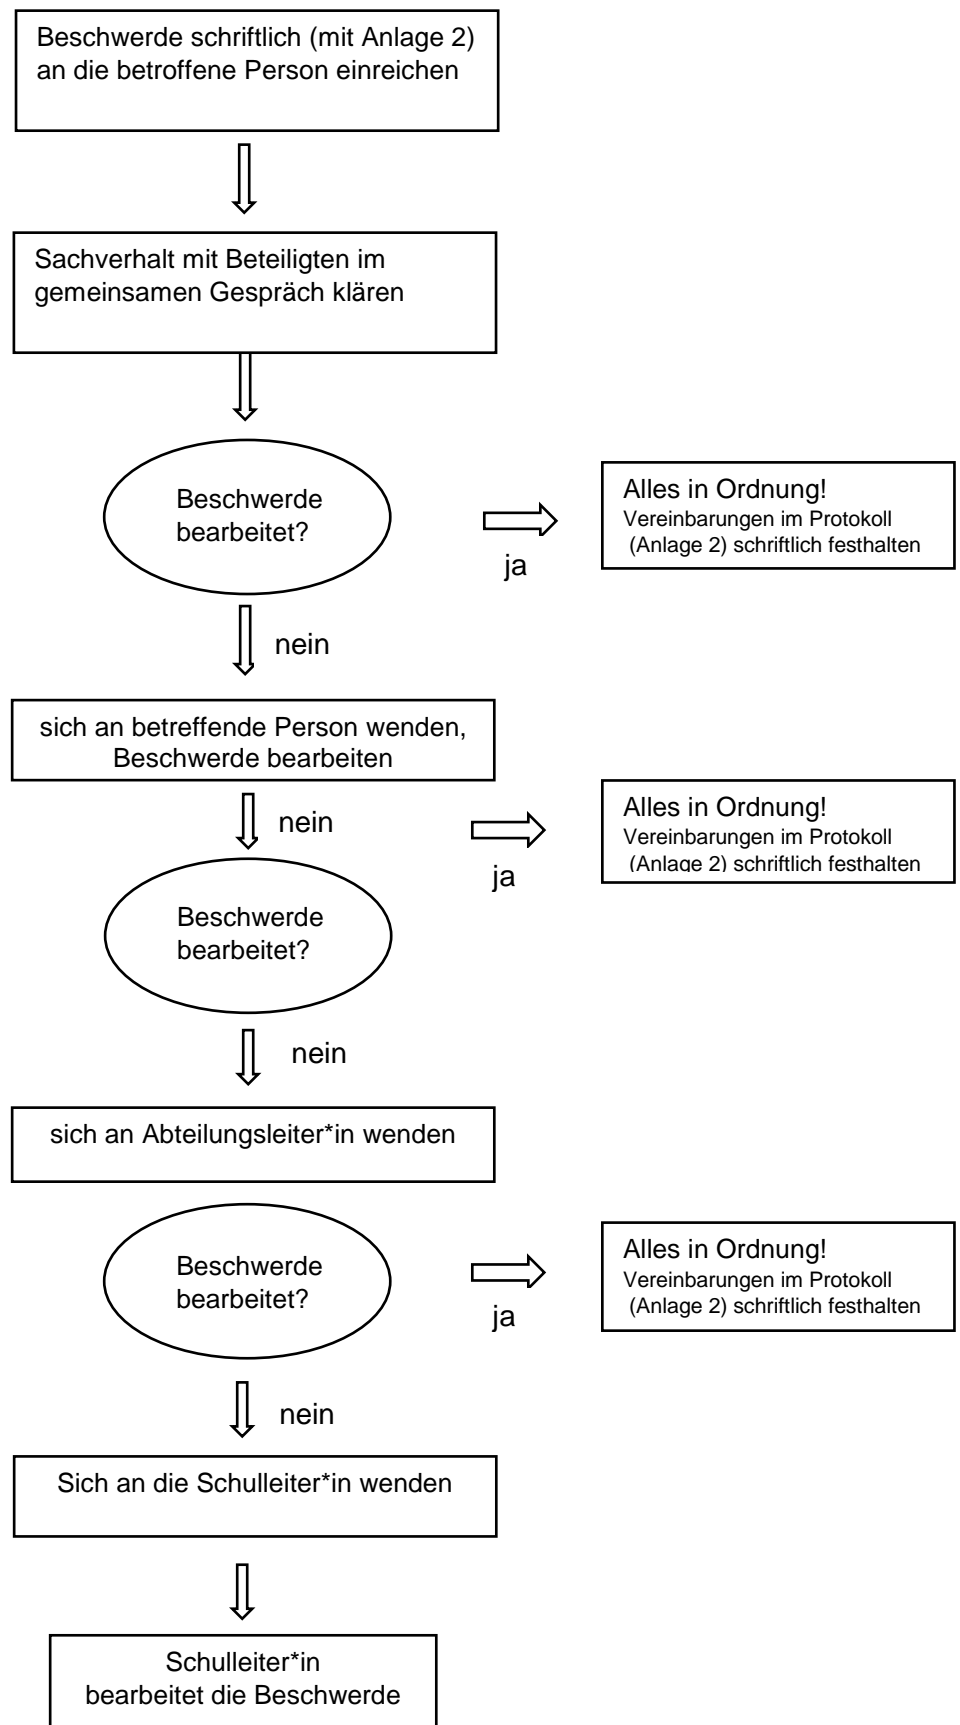 Beschwerde schriftlich (mit Anlage 2)
an die betroffene Person einreichen
Sachverhalt mit Beteiligten im
gemeinsamen Gespräch klären
Beschwerde
bearbeitet?
ja
Alles in Ordnung!
Vereinbarungen im Protokoll
(Anlage 2) schriftlich festhalten
nein
sich an betreffende Person wenden,
Beschwerde bearbeiten
nein
ja
Alles in Ordnung!
Vereinbarungen im Protokoll
(Anlage 2) schriftlich festhalten
Beschwerde
bearbeitet?
nein
sich an Abteilungsleiter*in wenden
Beschwerde
bearbeitet?
ja
Alles in Ordnung!
Vereinbarungen im Protokoll
(Anlage 2) schriftlich festhalten
nein
Sich an die Schulleiter*in wenden
Schulleiter*in
bearbeitet die Beschwerde